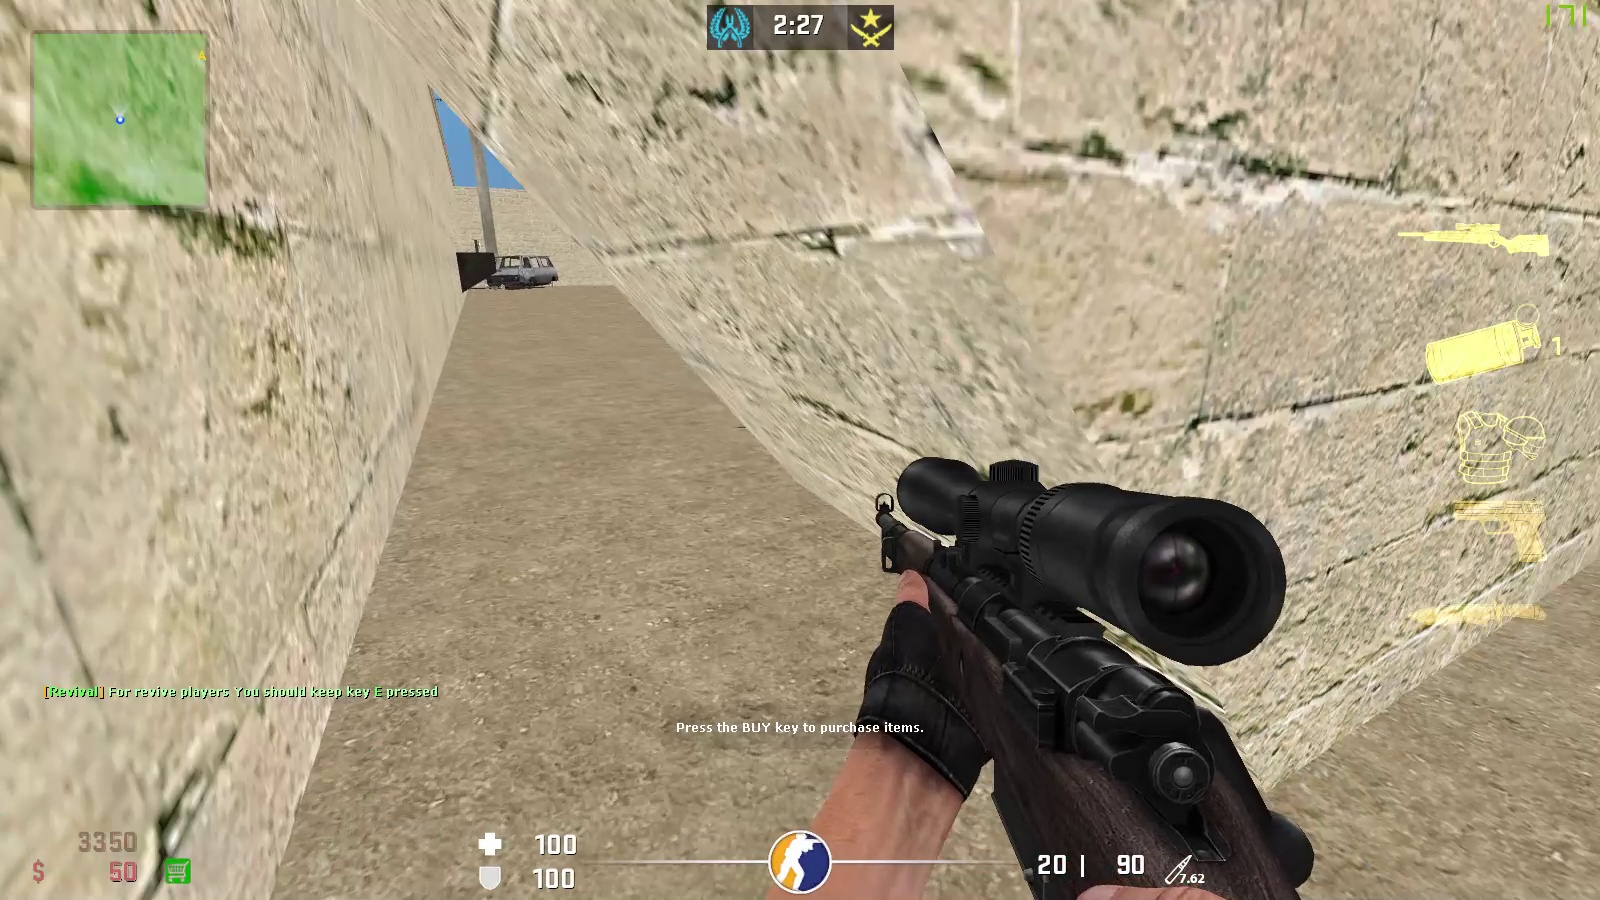 2:27
171
A
1
[Revival] For revive players You should keep key E pressed
Press the BUY key to purchase items.
3350
$ 50
100
100
20 | 90
7.62